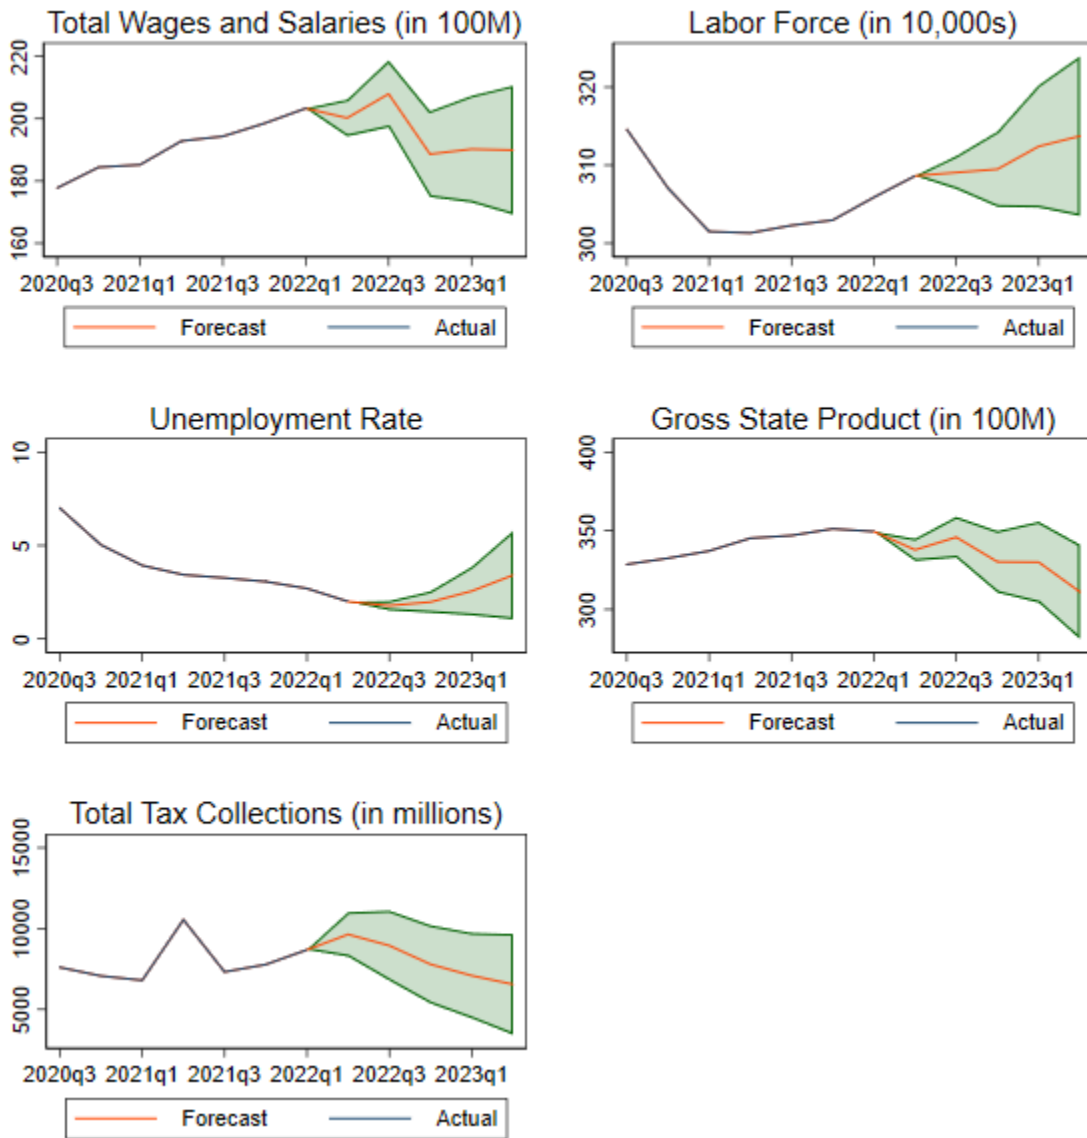 Total Wages and Salaries (in 100M)
220
200
180
160
2020q3 2021q1 2021q3 2022q1 2022q3 2023q1
Forecast Actual
Labor Force (in 10,000s)
320
310
300
2020q3 2021q1 2021q3 2022q1 2022q3 2023q1
Forecast Actual
Unemployment Rate
10
5
0
2020q3 2021q1 2021q3 2022q1 2022q3 2023q1
Forecast Actual
Gross State Product (in 100M)
400
350
300
2020q3 2021q1 2021q3 2022q1 2022q3 2023q1
Forecast Actual
Total Tax Collections (in millions)
15000
10000
5000
2020q3 2021q1 2021q3 2022q1 2022q3 2023q1
Forecast Actual